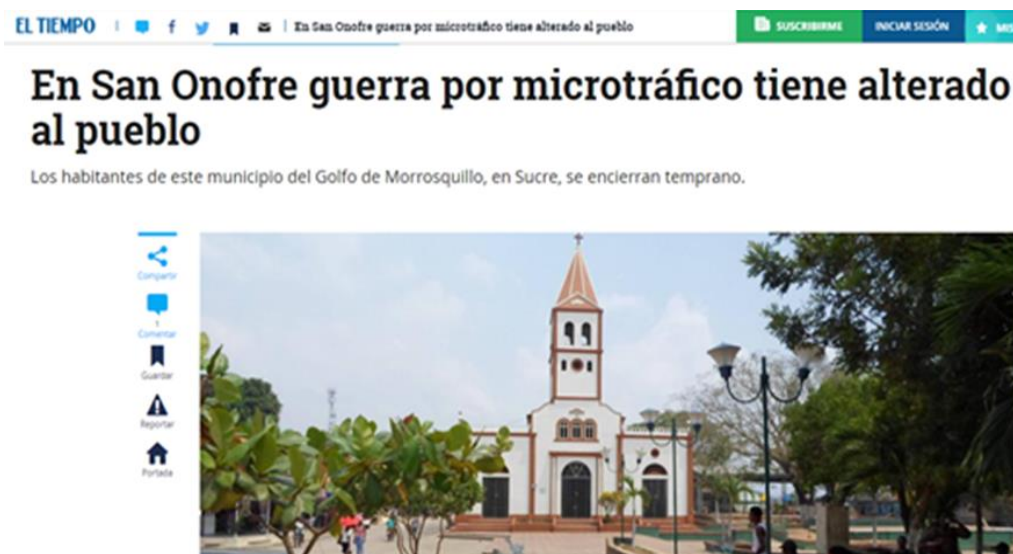 EL TIEMPO
En San Onofre guerra por microtráfico tiene alterado al pueblo
SUSCRIBIRME
INICIAR SESIÓN
En San Onofre guerra por microtráfico tiene alterado
al pueblo
Los habitantes de este municipio del Golfo de Morrosquillo, en Sucre, se encierran temprano.
Compartir
1
Comentar
Guardar
Reportar
Portada